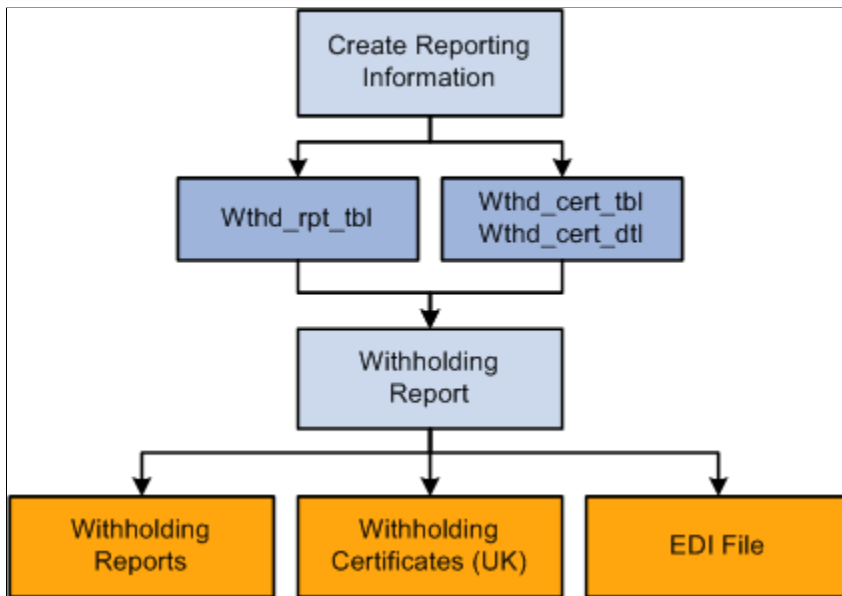 Create Reporting
Information
Wthd_rpt_tbl
Wthd_cert_tbl
Wthd_cert_dtl
Withholding
Report
Withholding
Reports
Withholding
Certificates (UK)
EDI File